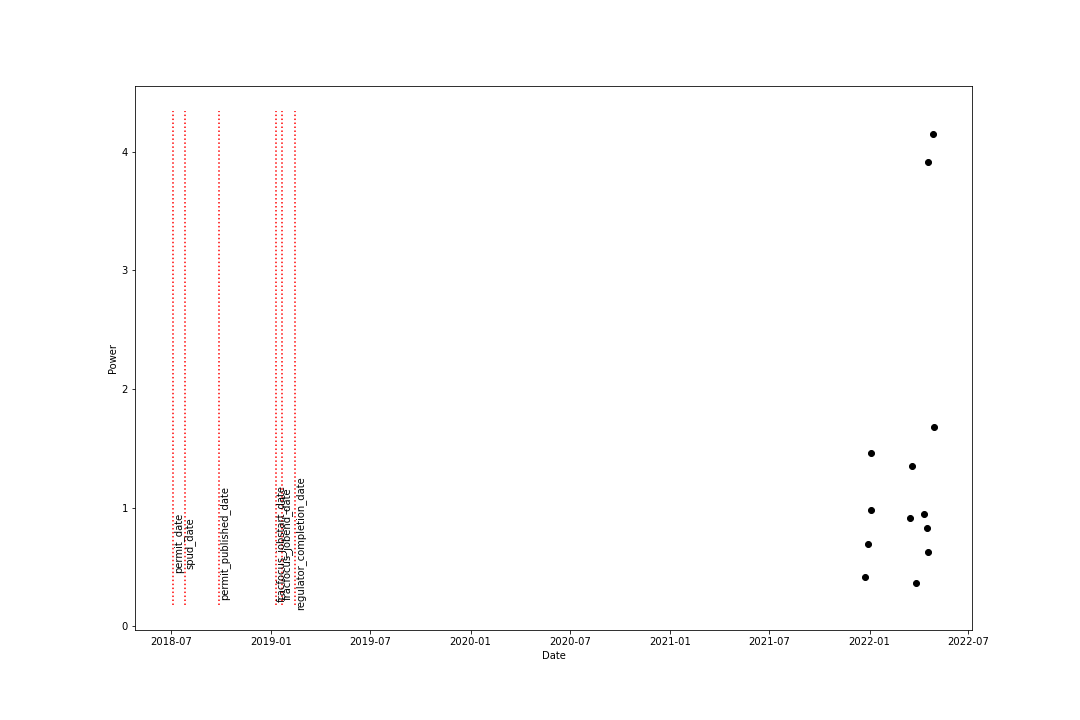 4
3
2
1
0
Power
permit_date
spud_date
permit_published_date
fracfocus_jobstart_date
fracfocus_jobend_date
regulator_completion_date
2018-07
2019-01
2019-07
2020-01
2020-07
2021-01
2021-07
2022-01
2022-07
Date